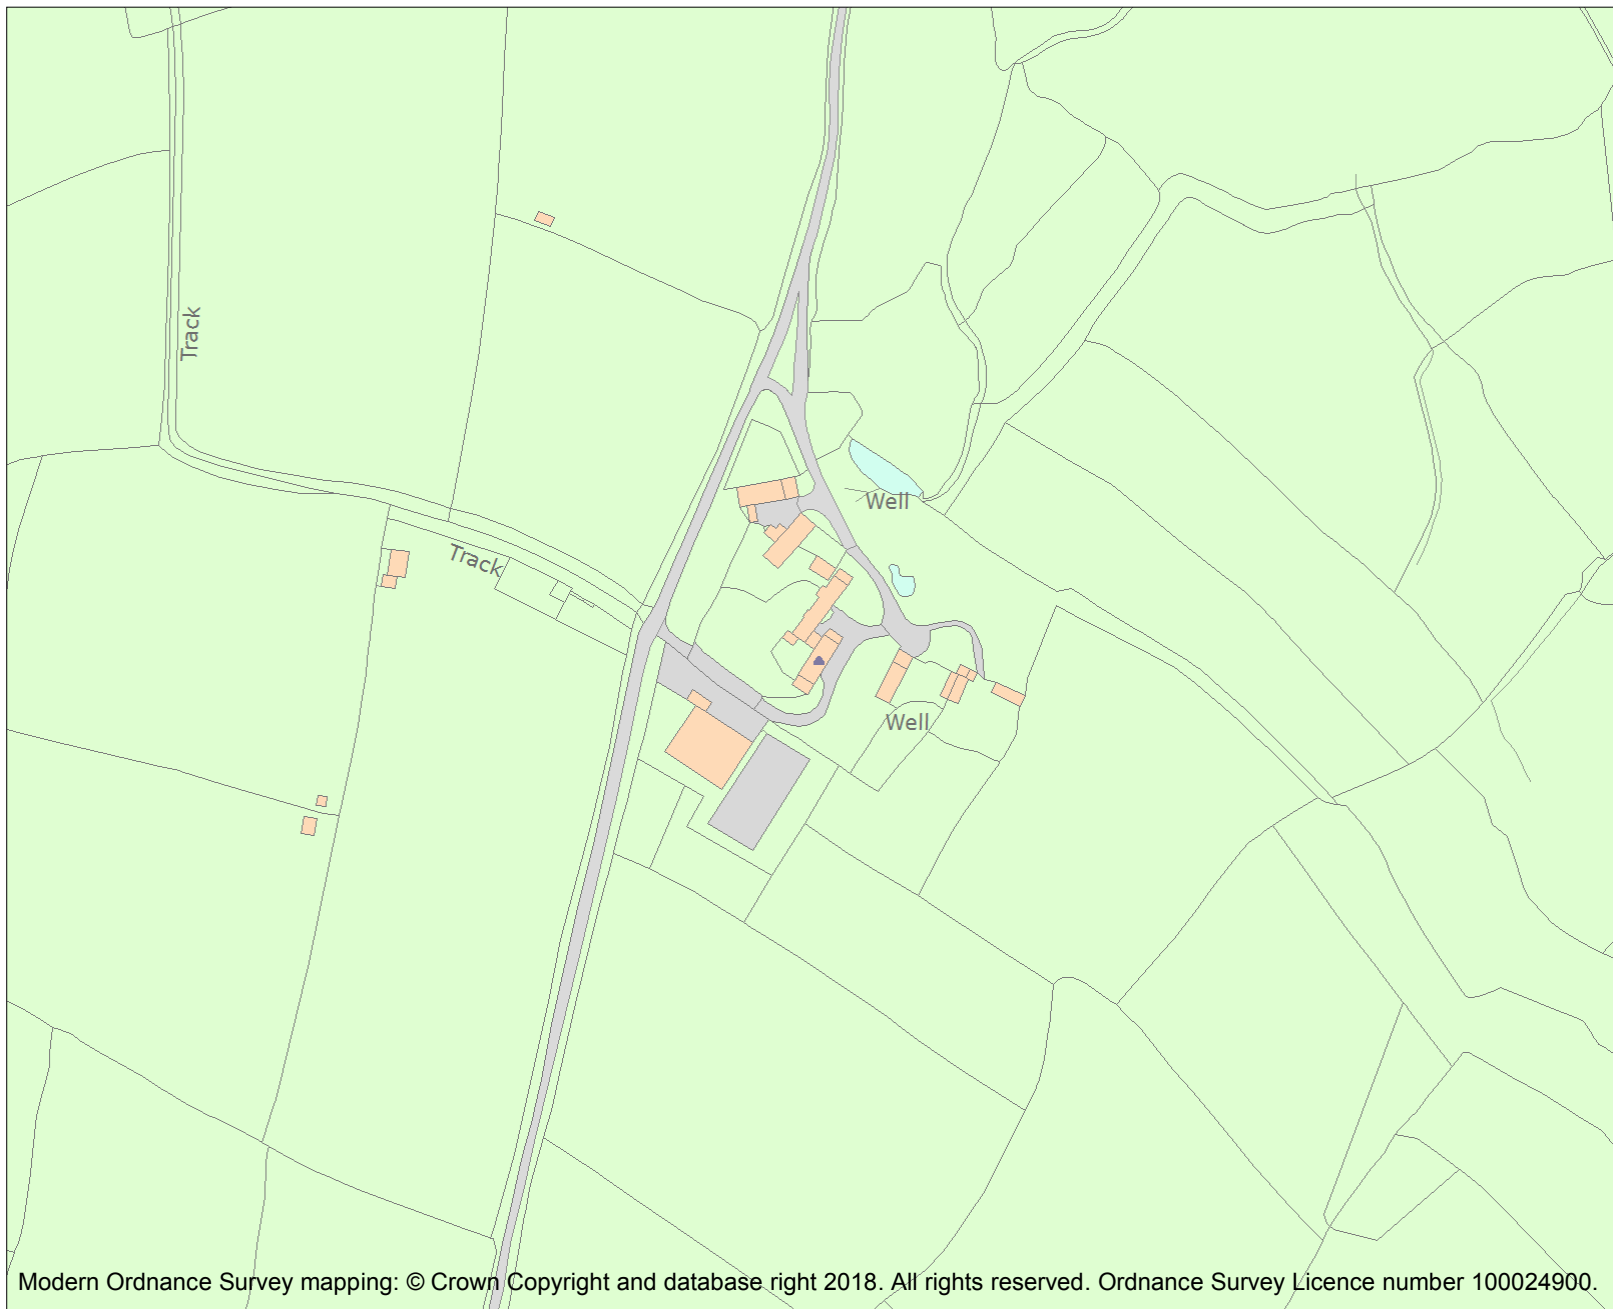 Track
Well
Track
Well
Modern Ordnance Survey mapping: © Crown Copyright and database right 2018. All rights reserved. Ordnance Survey Licence number 100024900.